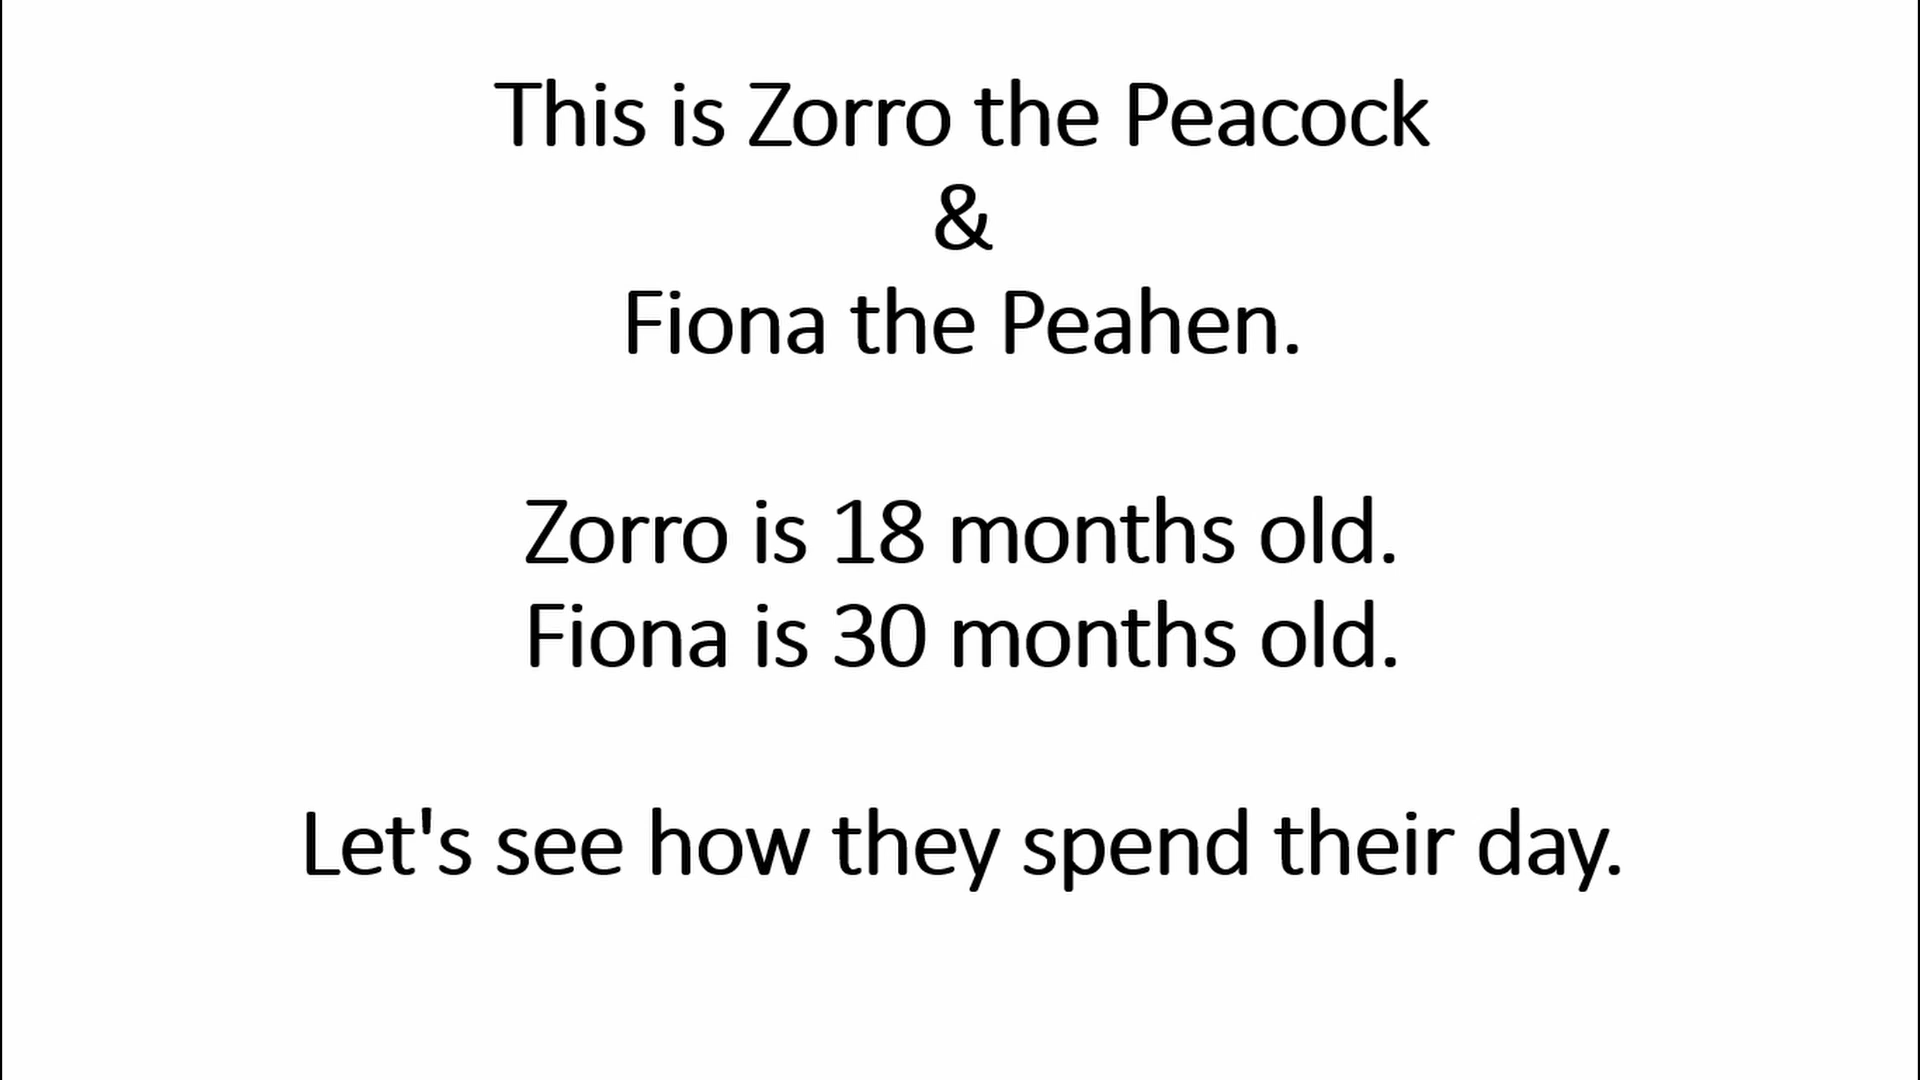 This is Zorro the Peacock
&
Fiona the Peahen.
Zorro is 18 months old.
Fiona is 30 months old.
Let's see how they spend their day.